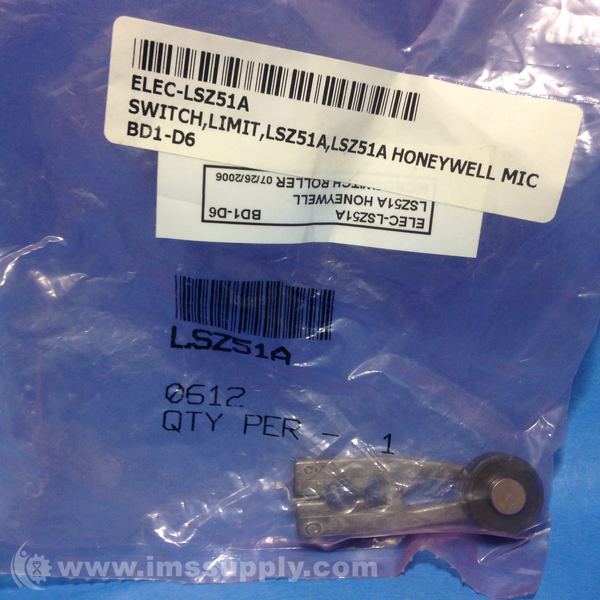 ELEC-LSZ51A
SWITCH,LIMIT,LSZ51A,LSZ51A HONEYWELL MIC
BD1-D6
ELEC-LSZ51A BD1-D6
LSZ51A HONEYWELL
SWITCH ROLLER 07/26/2006
LSZ51A
0612
QTY PER - 1
www.imssupply.com